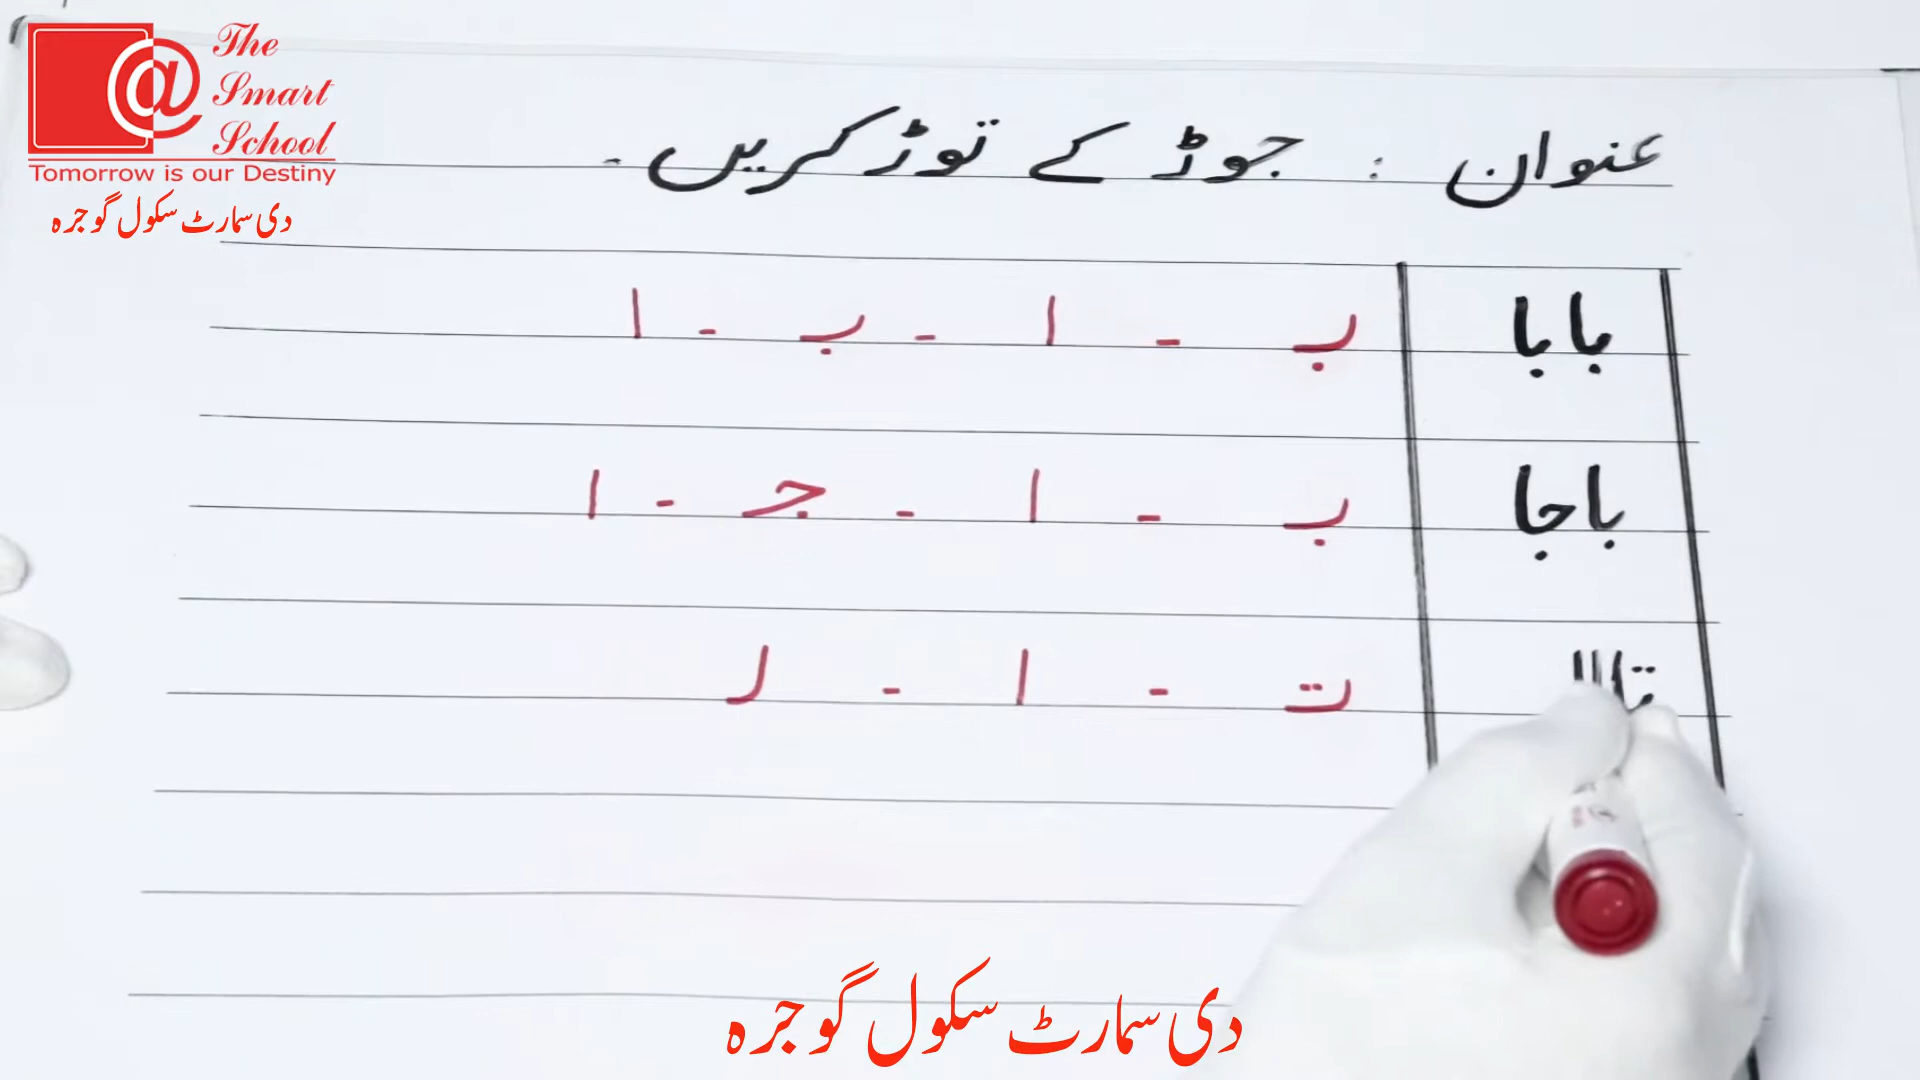 The
Smart
School
Tomorrow is our Destiny
دی سمارٹ سکول گوجرہ
عنوان : جوڑ کے توڑ کریں ۔
بابا ب - ا - ب - ا
باجا ب - ا - ج - ا
تالا ت - ا - ل
دی سمارٹ سکول گوجرہ